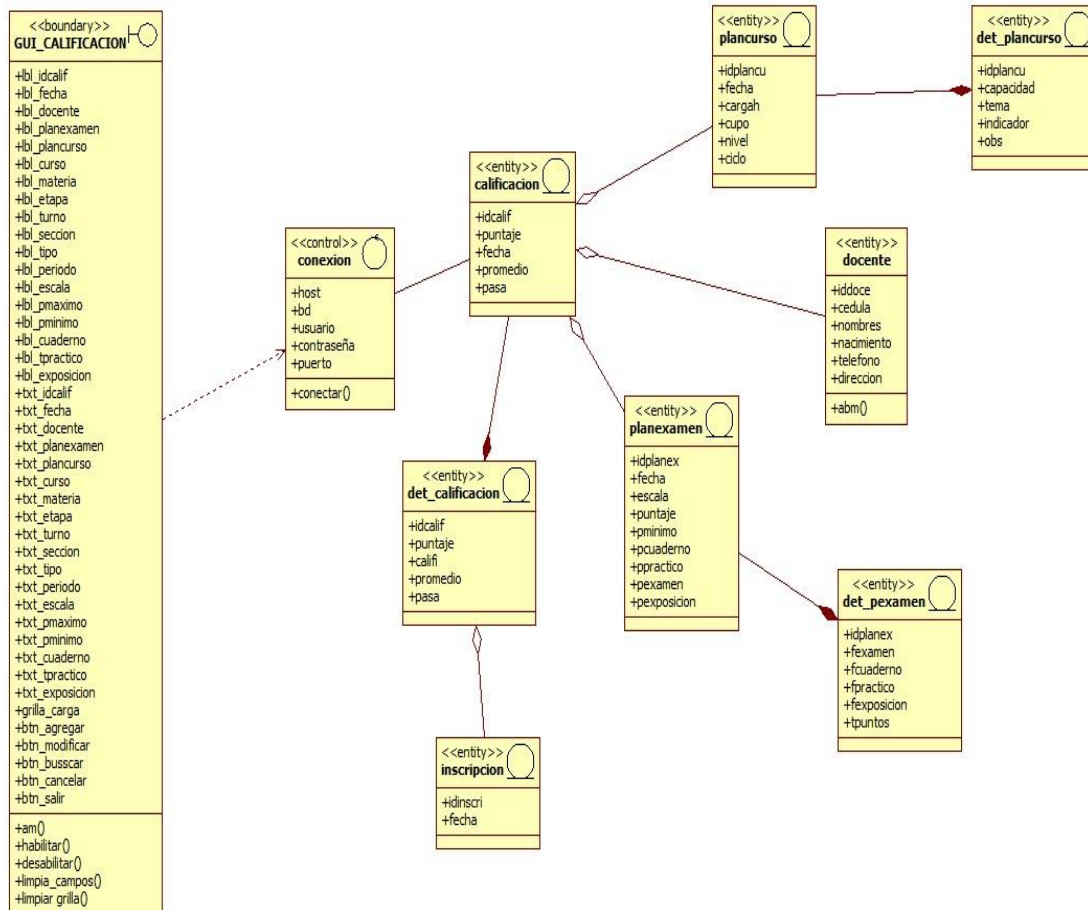 <<boundary>>
GUI_CALIFICACION
+lbl_idcalif
+lbl_fecha
+lbl_docente
+lbl_planexamen
+lbl_plancurso
+lbl_curso
+lbl_materia
+lbl_etapa
+lbl_turno
+lbl_seccion
+lbl_tipo
+lbl_periodo
+lbl_escala
+lbl_pmaximo
+lbl_pminimo
+lbl_cuaderno
+lbl_tpractico
+lbl_exposicion
+txt_idcalif
+txt_fecha
+txt_docente
+txt_planexamen
+txt_plancurso
+txt_curso
+txt_materia
+txt_etapa
+txt_turno
+txt_seccion
+txt_tipo
+txt_periodo
+txt_escala
+txt_pmaximo
+txt_pminimo
+txt_cuaderno
+txt_tpractico
+txt_exposicion
+grilla_carga
+btn_agregar
+btn_modificar
+btn_busscar
+btn_cancelar
+btn_salir
+am()
+habilitar()
+desabilitar()
+limpia_campos()
+limpiar grilla()
<<control>>
conexion
+host
+bd
+usuario
+contraseña
+puerto
+conectar()
<<entity>>
calificacion
+idcalif
+puntaje
+fecha
+promedio
+pasa
<<entity>>
det_calificacion
+idcalif
+puntaje
+califi
+promedio
+pasa
<<entity>>
inscripcion
+idinscri
+fecha
<<entity>>
plancurso
+idplancu
+fecha
+cargah
+cupo
+nivel
+ciclo
<<entity>>
det_plancurso
+idplancu
+capacidad
+tema
+indicador
+obs
<<entity>>
docente
+iddoce
+cedula
+nombres
+nacimiento
+telefono
+direccion
+abm()
<<entity>>
planexamen
+idplanex
+fecha
+escala
+puntaje
+pminimo
+pcuaderno
+ppractico
+pexamen
+pexposicion
<<entity>>
det_pexamen
+idplanex
+fexamen
+fcuaderno
+fpractico
+fexposicion
+tpuntos